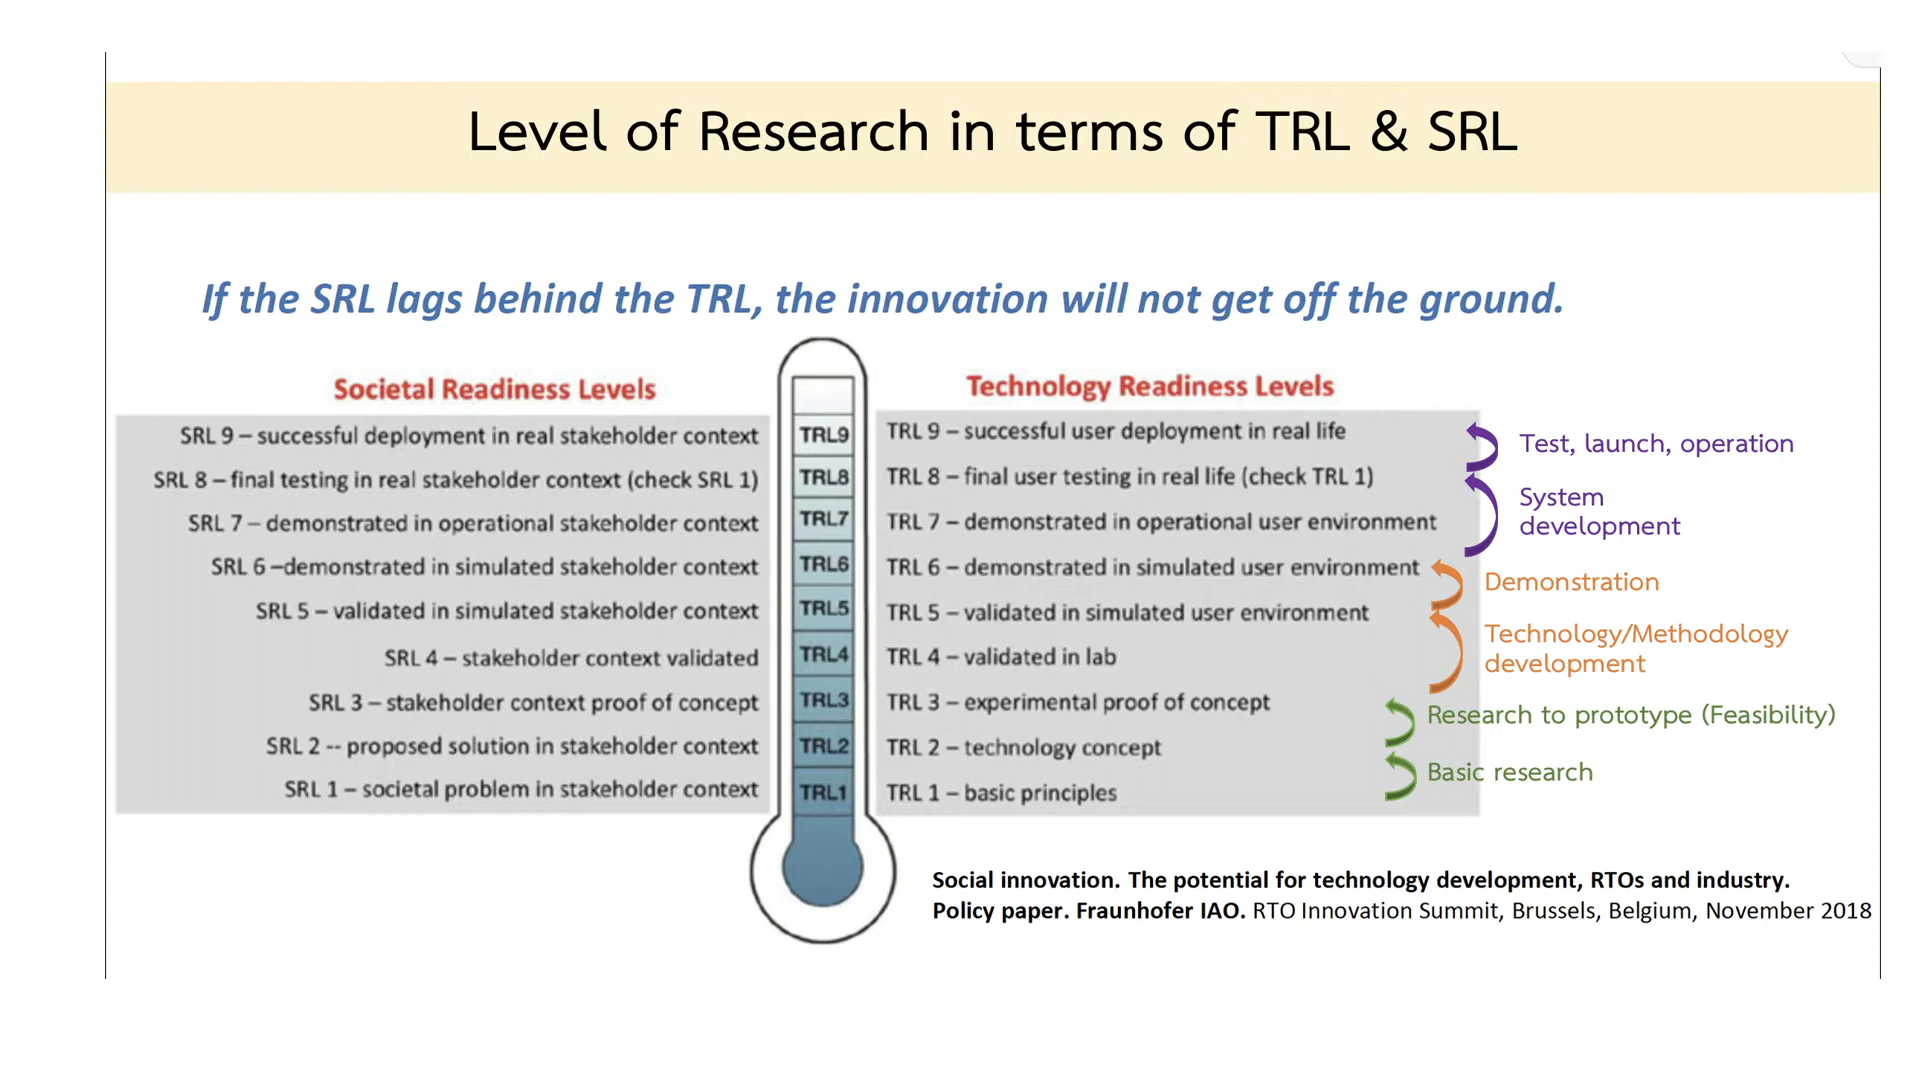 Level of Research in terms of TRL & SRL
If the SRL lags behind the TRL, the innovation will not get off the ground.
Societal Readiness Levels
SRL 9 – successful deployment in real stakeholder context
SRL 8 – final testing in real stakeholder context (check SRL 1)
SRL 7 – demonstrated in operational stakeholder context
SRL 6 –demonstrated in simulated stakeholder context
SRL 5 – validated in simulated stakeholder context
SRL 4 – stakeholder context validated
SRL 3 – stakeholder context proof of concept
SRL 2 -- proposed solution in stakeholder context
SRL 1 – societal problem in stakeholder context
TRL9
TRL8
TRL7
TRL6
TRL5
TRL4
TRL3
TRL2
TRL1
Technology Readiness Levels
TRL 9 – successful user deployment in real life
TRL 8 – final user testing in real life (check TRL 1)
TRL 7 – demonstrated in operational user environment
TRL 6 – demonstrated in simulated user environment
TRL 5 – validated in simulated user environment
TRL 4 – validated in lab
TRL 3 – experimental proof of concept
TRL 2 – technology concept
TRL 1 – basic principles
Test, launch, operation
System
development
Demonstration
Technology/Methodology
development
Research to prototype (Feasibility)
Basic research
Social innovation. The potential for technology development, RTOs and industry.
Policy paper. Fraunhofer IAO. RTO Innovation Summit, Brussels, Belgium, November 2018